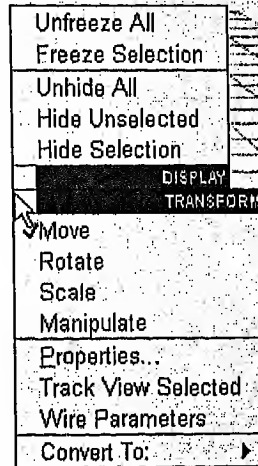 Unfreeze All
Freeze Selection
Unhide All
Hide Unselected
Hide Selection
DISPLAY
TRANSFORM
Move
Rotate
Scale
Manipulate
Properties...
Track View Selected
Wire Parameters
Convert To: